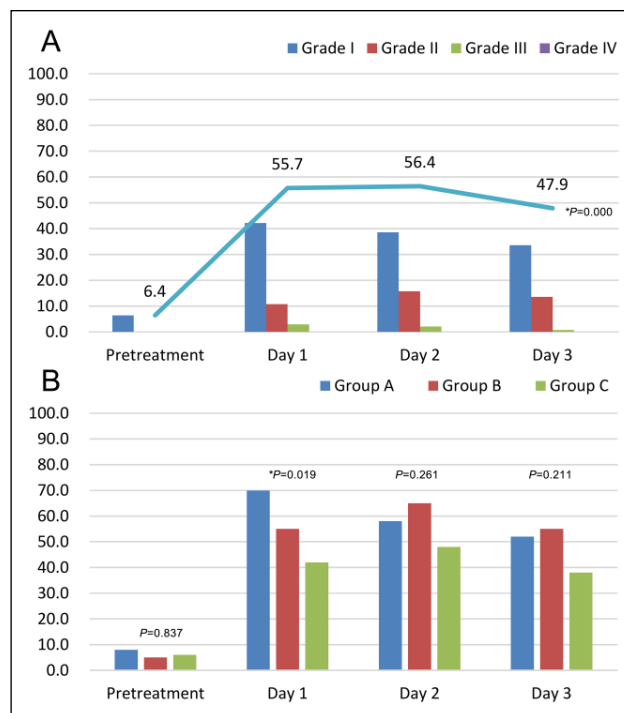 A
Grade I Grade II Grade III Grade IV
100.0
90.0
80.0
70.0
60.0
50.0
40.0
30.0
20.0
10.0
0.0
6.4
55.7
56.4
47.9
*P=0.000
Pretreatment Day 1 Day 2 Day 3
B
Group A Group B Group C
100.0
90.0
80.0
70.0
60.0
50.0
40.0
30.0
20.0
10.0
0.0
P=0.837
*P=0.019
P=0.261
P=0.211
Pretreatment Day 1 Day 2 Day 3